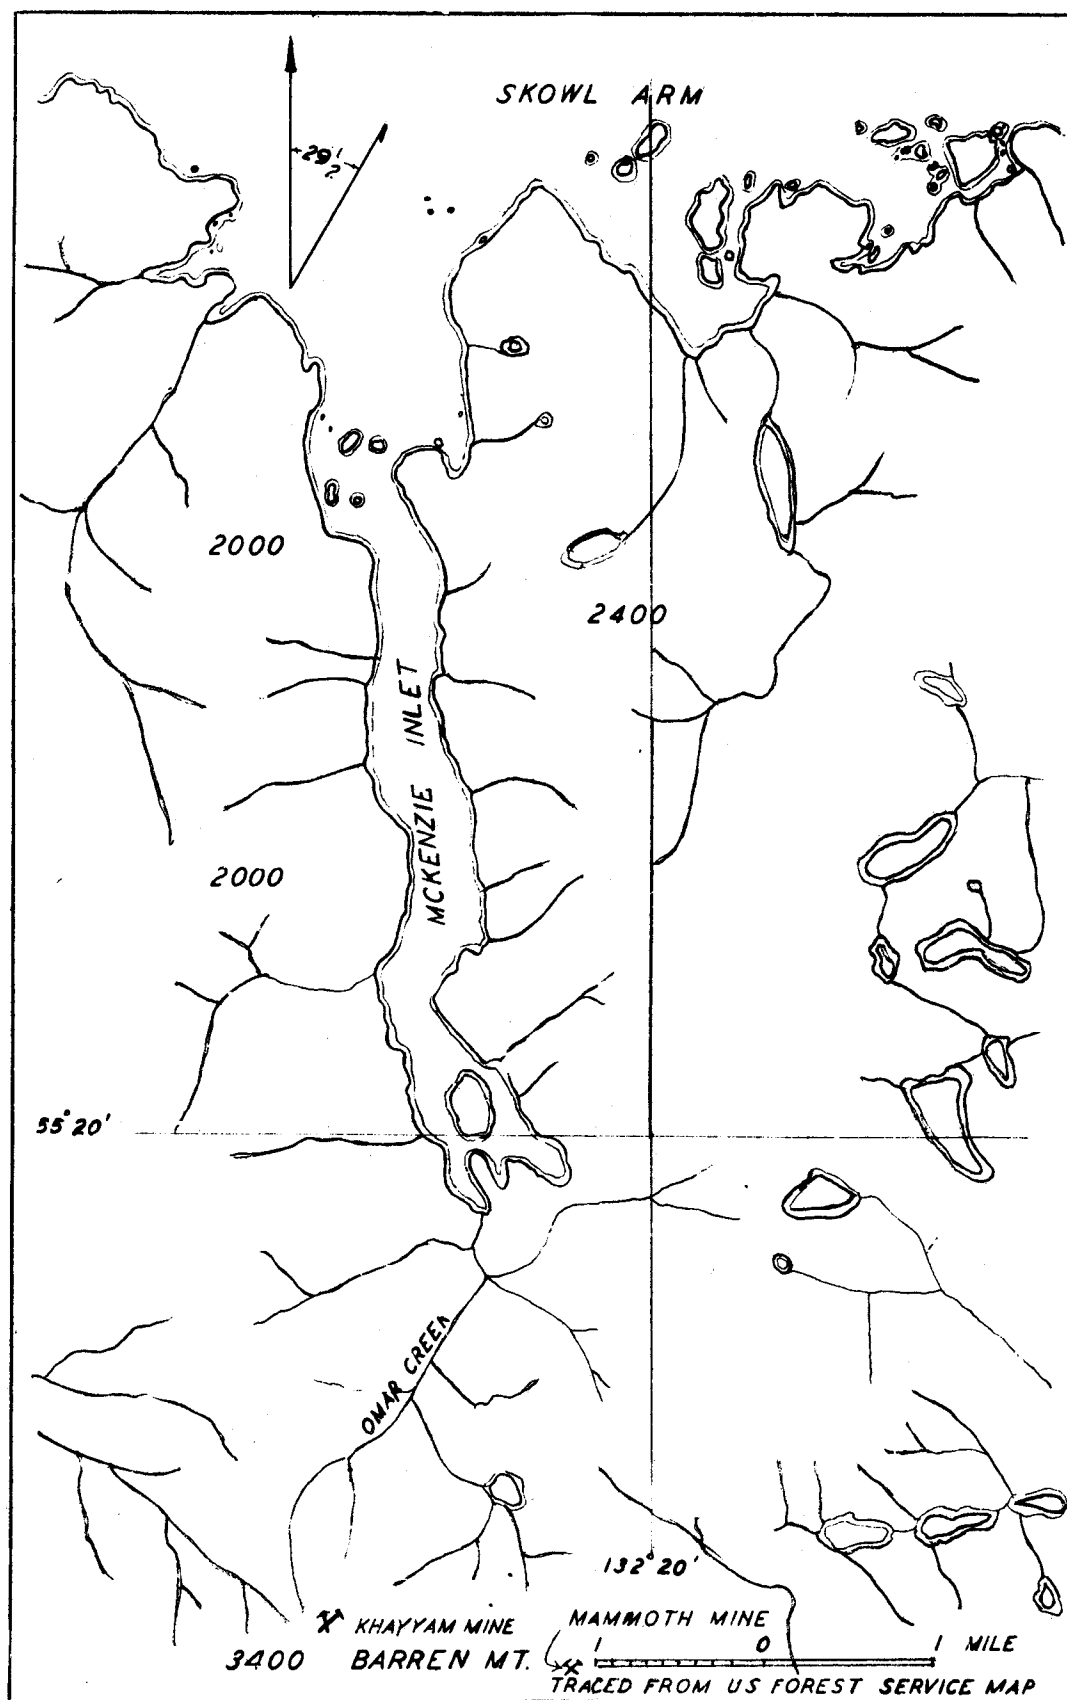 SKOWL ARM
29½
2000
2400
MCKENZIE INLET
2000
55°20'
OMAR CREEK
132°20'
KHAYYAM MINE
MAMMOTH MINE
3400 BARREN MT.
1 0 1 MILE
TRACED FROM US FOREST SERVICE MAP